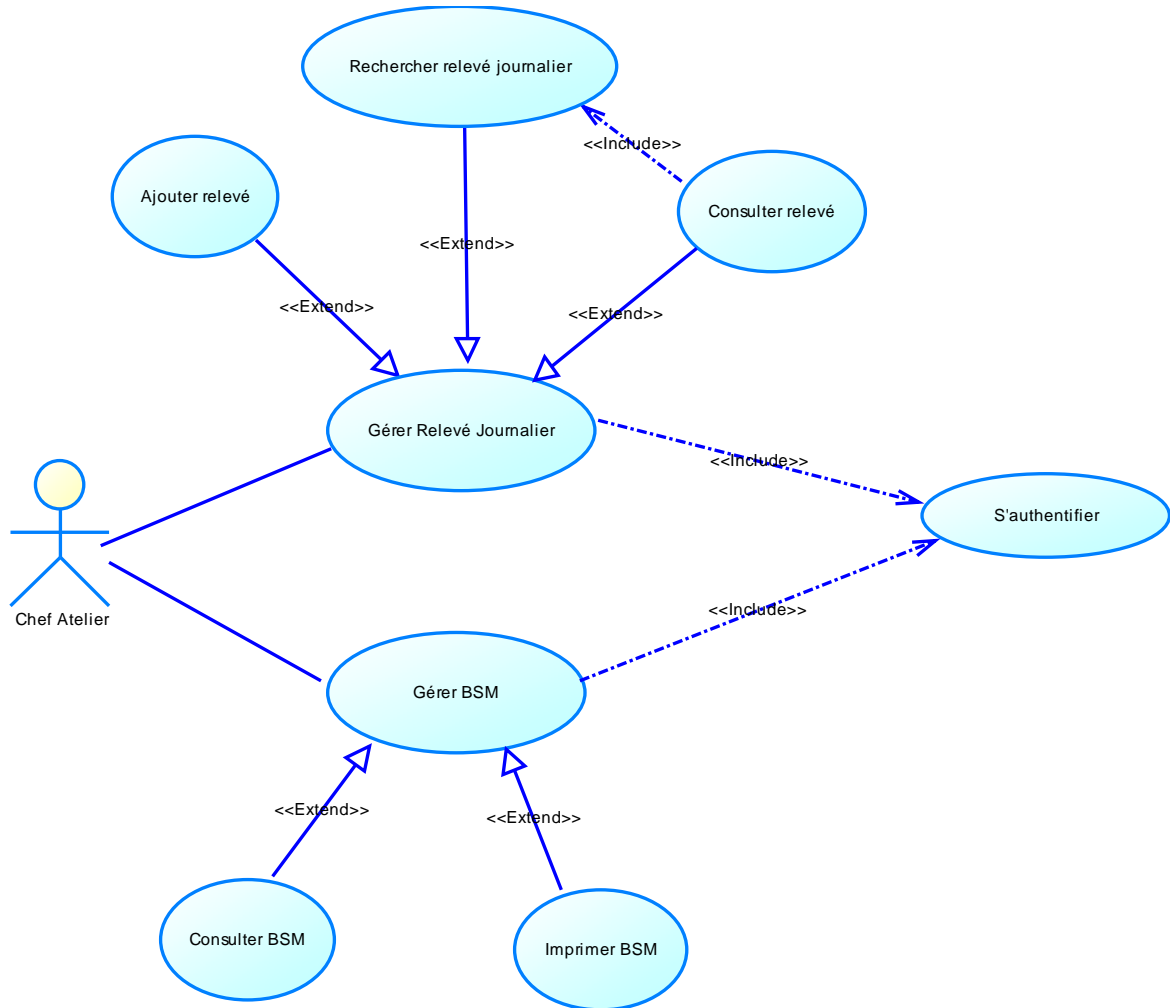 Rechercher relevé journalier
<<Include>>
Ajouter relevé
Consulter relevé
<<Extend>>
<<Extend>>
<<Extend>>
Gérer Relevé Journalier
<<Include>>
S'authentifier
Chef Atelier
<<Include>>
Gérer BSM
<<Extend>>
<<Extend>>
Consulter BSM
Imprimer BSM